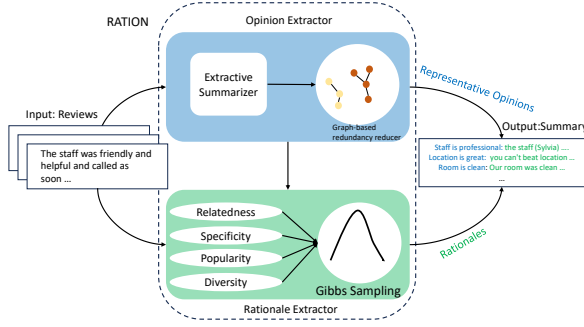 RATION
Opinion Extractor
Extractive
Summarizer
Graph-based
redundancy reducer
Representative Opinions
Input: Reviews
The staff was friendly and
helpful and called as
soon ...
Output:Summary
Staff is professional: the staff (Sylvia) ....
Location is great: you can't beat location ...
Room is clean: Our room was clean ...
...
Relatedness
Specificity
Popularity
Diversity
Gibbs Sampling
Rationales
Rationale Extractor